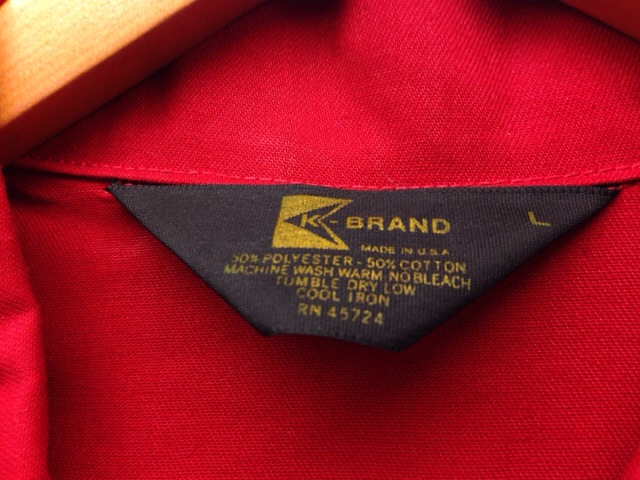 K-BRAND L
MADE IN U.S.A.
50% POLYESTER - 50% COTTON
MACHINE WASH WARM NO BLEACH
TUMBLE DRY LOW
COOL IRON
RN 45724